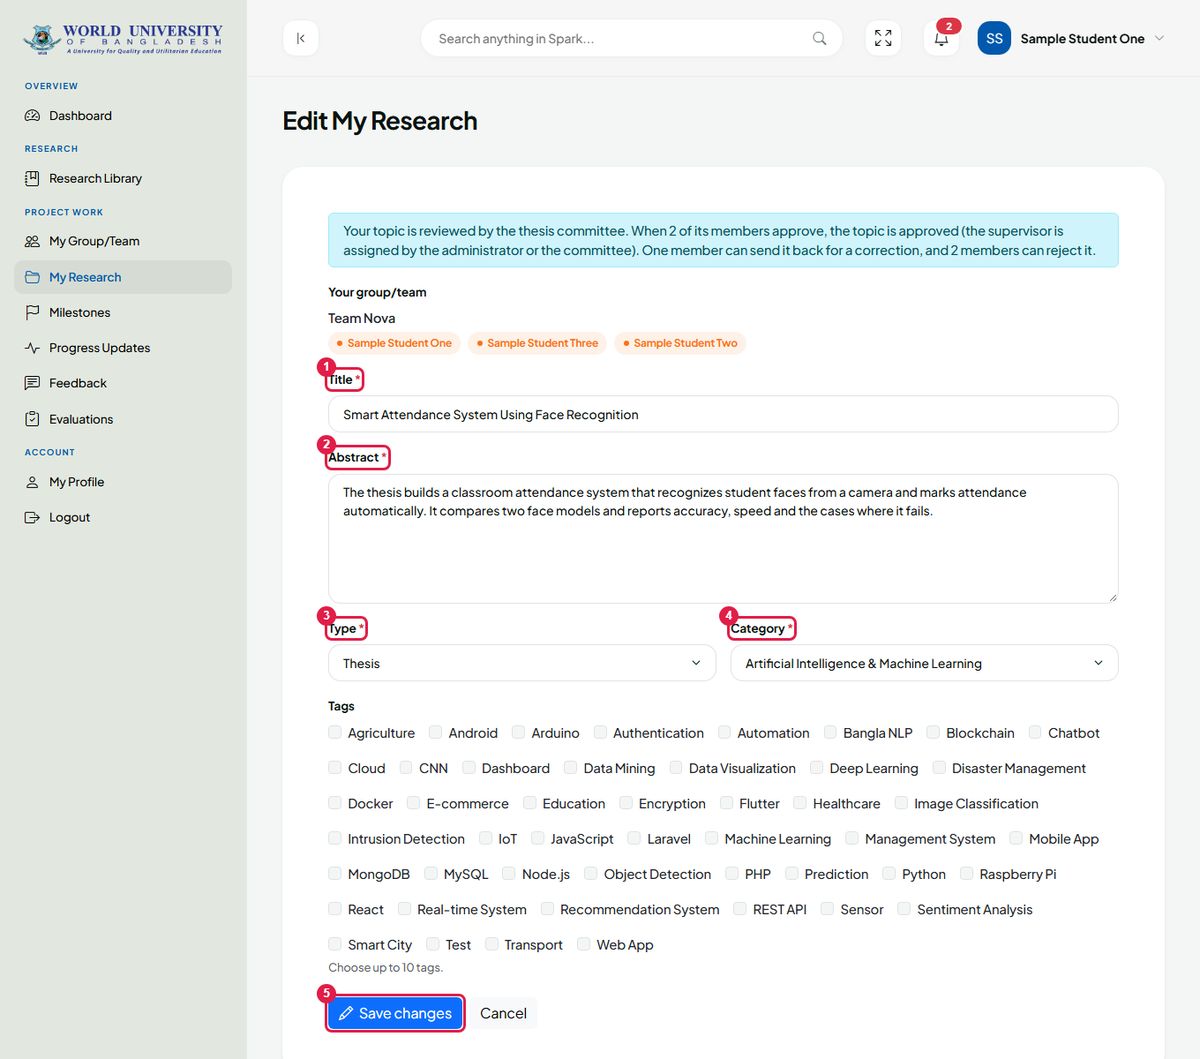 WORLD UNIVERSITY
OF BANGLADESH
A University for Quality and Utilitarian Education
Search anything in Spark...
2
SS
Sample Student One
OVERVIEW
Dashboard
RESEARCH
Research Library
PROJECT WORK
My Group/Team
My Research
Milestones
Progress Updates
Feedback
Evaluations
ACCOUNT
My Profile
Logout
Edit My Research
Your topic is reviewed by the thesis committee. When 2 of its members approve, the topic is approved (the supervisor is
assigned by the administrator or the committee). One member can send it back for a correction, and 2 members can reject it.
Your group/team
Team Nova
Sample Student One Sample Student Three Sample Student Two
1
Title *
Smart Attendance System Using Face Recognition
2
Abstract *
The thesis builds a classroom attendance system that recognizes student faces from a camera and marks attendance
automatically. It compares two face models and reports accuracy, speed and the cases where it fails.
3
Type *
Thesis
4
Category *
Artificial Intelligence & Machine Learning
Tags
Agriculture Android Arduino Authentication Automation Bangla NLP Blockchain Chatbot
Cloud CNN Dashboard Data Mining Data Visualization Deep Learning Disaster Management
Docker E-commerce Education Encryption Flutter Healthcare Image Classification
Intrusion Detection IoT JavaScript Laravel Machine Learning Management System Mobile App
MongoDB MySQL Node.js Object Detection PHP Prediction Python Raspberry Pi
React Real-time System Recommendation System REST API Sensor Sentiment Analysis
Smart City Test Transport Web App
Choose up to 10 tags.
5
Save changes Cancel